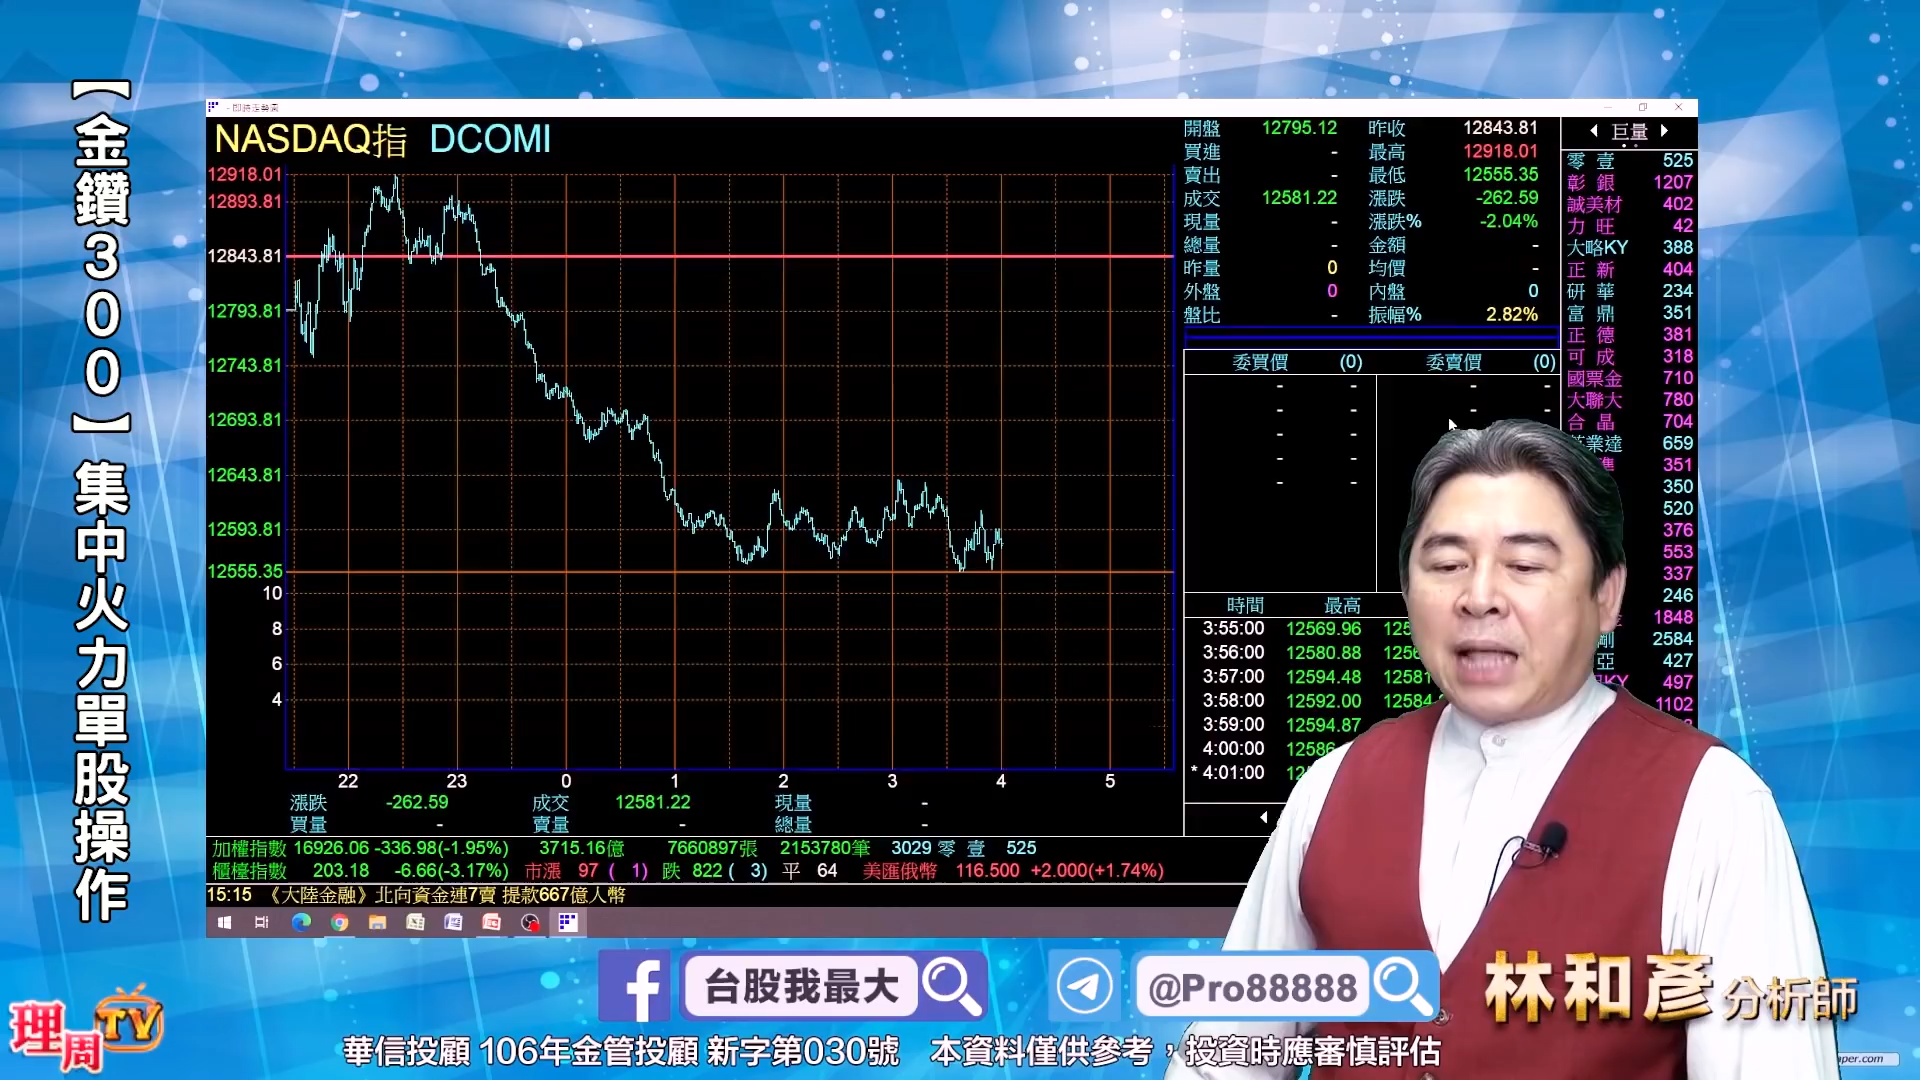 【金鑽300】集中火力單股操作
即時走勢圖
NASDAQ指 DCOMI
12918.01
12893.81
12843.81
12793.81
12743.81
12693.81
12643.81
12593.81
12555.35
10
8
6
4
22 23 0 1 2 3 4 5
漲跌 -262.59 成交 12581.22 現量 -
買量 - 賣量 - 總量 -
開盤 12795.12 昨收 12843.81
買進 - 最高 12918.01
賣出 - 最低 12555.35
成交 12581.22 漲跌 -262.59
現量 - 漲跌% -2.04%
總量 - 金額 -
昨量 0 均價 -
外盤 0 內盤 0
盤比 - 振幅% 2.82%
委買價 (0) 委賣價 (0)
- - - -
- - - -
- -
- -
- -
時間 最高
3:55:00 12569.96 125
3:56:00 12580.88 1256
3:57:00 12594.48 1258
3:58:00 12592.00 12584
3:59:00 12594.87
4:00:00 12586
* 4:01:00 12
巨量
零壹 525
彰銀 1207
誠美材 402
力旺 42
大略KY 388
正新 404
研華 234
富鼎 351
正德 381
可成 318
國票金 710
大聯大 780
合晶 704
業達 659
351
350
520
376
553
337
246
1848
剛 2584
亞 427
KY 497
1102
加權指數 16926.06 -336.98(-1.95%) 3715.16億 7660897張 2153780筆 3029 零壹 525
櫃檯指數 203.18 -6.66(-3.17%) 市漲 97 ( 1) 跌 822 ( 3) 平 64 美匯俄幣 116.500 +2.000(+1.74%)
15:15 《大陸金融》北向資金連7賣 提款667億人幣
台股我最大
@Pro88888
林和彥 分析師
理周TV
華信投顧 106年金管投顧 新字第030號 本資料僅供參考，投資時應審慎評估
aper.com